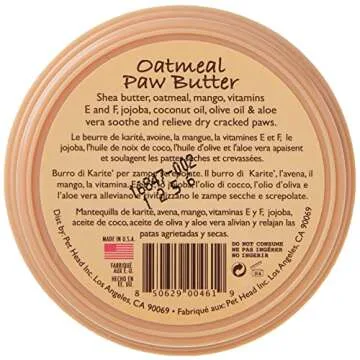 Oatmeal
Paw Butter
Shea butter, oatmeal, mango, vitamins
E and F, jojoba, coconut oil, olive oil & aloe
vera soothe and relieve dry cracked paws.
Le beurre de karité, avoine, la mangue, la vitamines E et F, le
jojoba, l'huile de noix de coco, l'huile d'olive et l'aloe vera apaisent
et soulagent les pattes sèches et crevassées.
Burro di Karite' per zampe screpolate. Il burro di Karite', l'avena, il
mango, la vitamina E ed F, jojoba, l'olio di cocco, l'olio d'oliva e
l'aloe vera alleviano e rivitalizzano le zampe secche e screpolate.
Mantequilla de karité, avena, mango, vitaminas E y F, jojoba,
aceite de coco, aceite de oliva y aloe vera alivian y relajan las
patas agrietadas y secas.
MADE IN U.S.A.
FABRIQUÉ
AUX E.U.
HECHO EN
EE. UU.
8 50629 00461 9
DO NOT CONSUME
NE PAS INGÉRER
NO INGERIR
Dist by: Pet Head Inc. Los Angeles, CA 90069 • Fabriqué aux: Pet Head Inc. Los Angeles, CA 90069